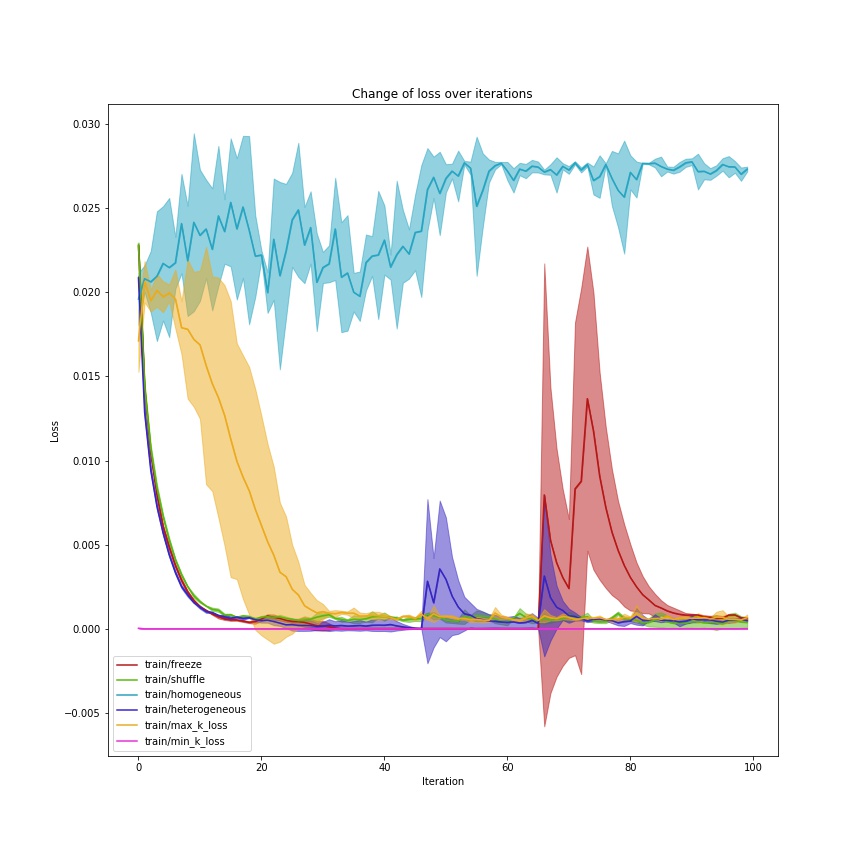 Change of loss over iterations
0.030
0.025
0.020
0.015
0.010
0.005
0.000
−0.005
Loss
train/freeze
train/shuffle
train/homogeneous
train/heterogeneous
train/max_k_loss
train/min_k_loss
0 20 40 60 80 100
Iteration